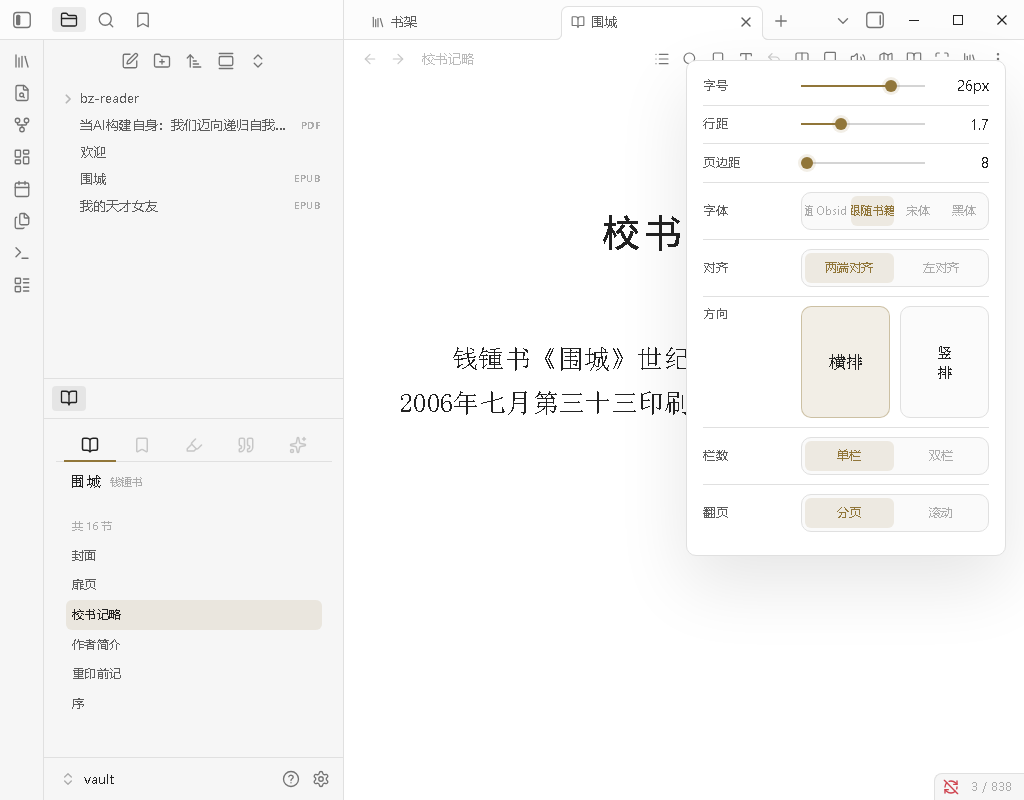 书架
围城
校书记略
bz-reader
当AI构建自身：我们迈向递归自我... PDF
欢迎
围城 EPUB
我的天才女友 EPUB
围城 钱锺书
共 16 节
封面
扉页
校书记略
作者简介
重印前记
序
vault
校书
钱锺书《围城》世纪
2006年七月第三十三印刷
字号 26px
行距 1.7
页边距 8
字体 Obsid 跟随书籍 宋体 黑体
对齐 两端对齐 左对齐
方向 横排 竖排
栏数 单栏 双栏
翻页 分页 滚动
3 / 838